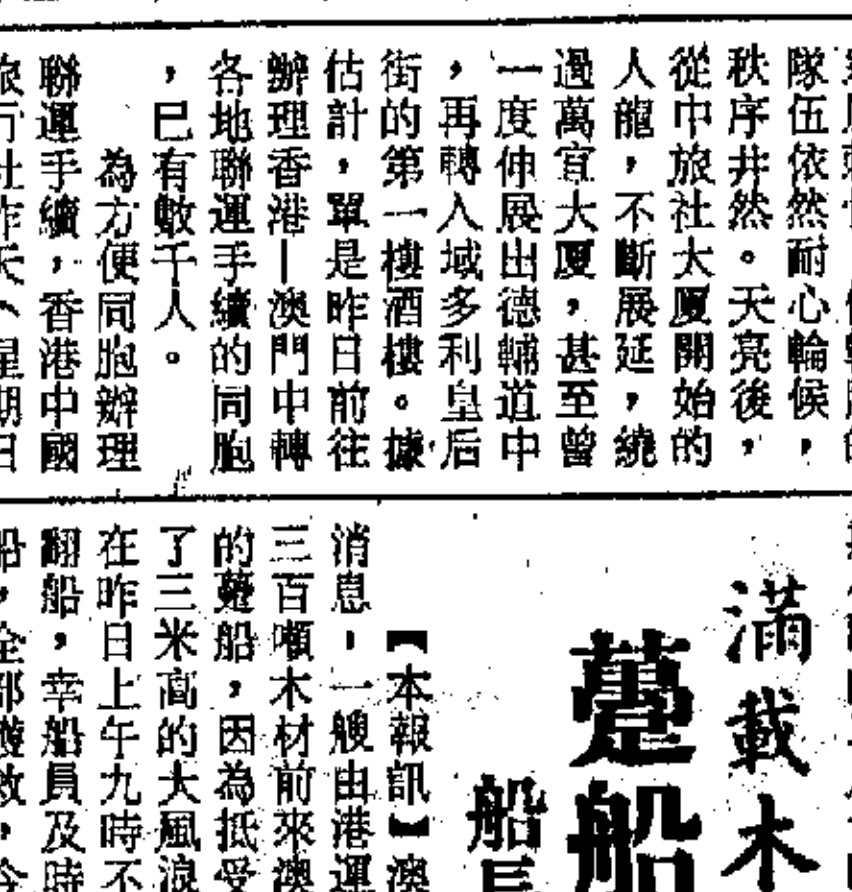 隊伍依然耐心輪候，
秩序井然。天亮後，
從中旅社大厦開始的
人龍，不斷展延，繞
過萬宜大厦，甚至曾
一度伸展出德輔道中
，再轉入域多利皇后
街的第一樓酒樓。據
估計，單是昨日前往
辦理香港—澳門中轉
各地聯運手續的同胞
，已有數千人。
為方便同胞辦理
聯運手續，香港中國
旅行社昨天、星期日
滿載木
躉船
船長
【本報訊】澳
消息，一艘由港運
三百噸木材前來澳
的躉船，因為抵受
了三米高的大風浪
在昨日上午九時不
翻船，幸船員及時
船，全部獲救，今